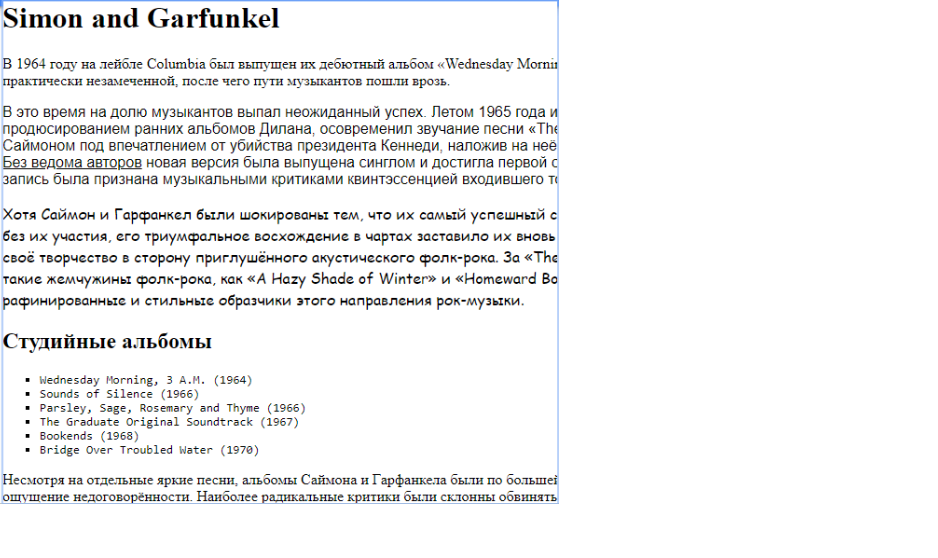 Simon and Garfunkel
В 1964 году на лейбле Columbia был выпущен их дебютный альбом «Wednesday
практически незамеченной, после чего пути музыкантов пошли врозь.
В это время на долю музыкантов выпал неожиданный успех. Летом 1965 года
продюсированием ранних альбомов Дилана, осовременил звучание песни
Саймоном под впечатлением от убийства президента Кеннеди, наложив на неё
Без ведома авторов новая версия была выпущена синглом и достигла первой
запись была признана музыкальными критиками квинтэссенцией входившего
Хотя Саймон и Гарфанкел были шокированы тем, что их самый успешный
без их участия, его триумфальное восхождение в чартах заставило их вновь
своё творчество в сторону приглушённого акустического фолк-рока. За «The
такие жемчужины фолк-рока, как «A Hazy Shade of Winter» и «Homeward
рафинированные и стильные образчики этого направления рок-музыки.
Студийные альбомы
Wednesday Morning, 3 A.M. (1964)
Sounds of Silence (1966)
Parsley, Sage, Rosemary and Thyme (1966)
The Graduate Original Soundtrack (1967)
Bookends (1968)
Bridge Over Troubled Water (1970)
Несмотря на отдельные яркие песни, альбомы Саймона и Гарфанкела были по
ощущение недоговорённости. Наиболее радикальные критики были склонны обвинять